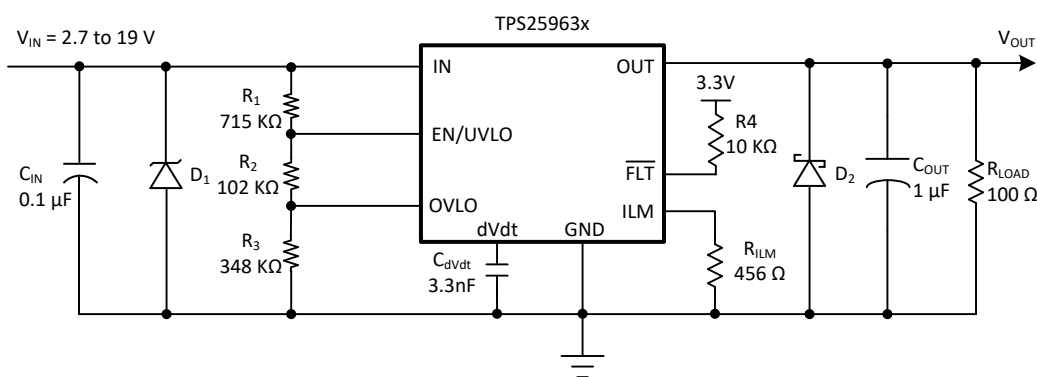 TPS25963x
V_IN = 2.7 to 19 V
V_OUT
IN
OUT
3.3V
R_1
715 KΩ
R4
10 KΩ
EN/UVLO
R_2
102 KΩ
FLT
C_IN
0.1 µF
D_1
D_2
C_OUT
1 µF
R_LOAD
100 Ω
OVLO
ILM
dVdt
GND
R_3
348 KΩ
C_dVdt
3.3nF
R_ILM
456 Ω